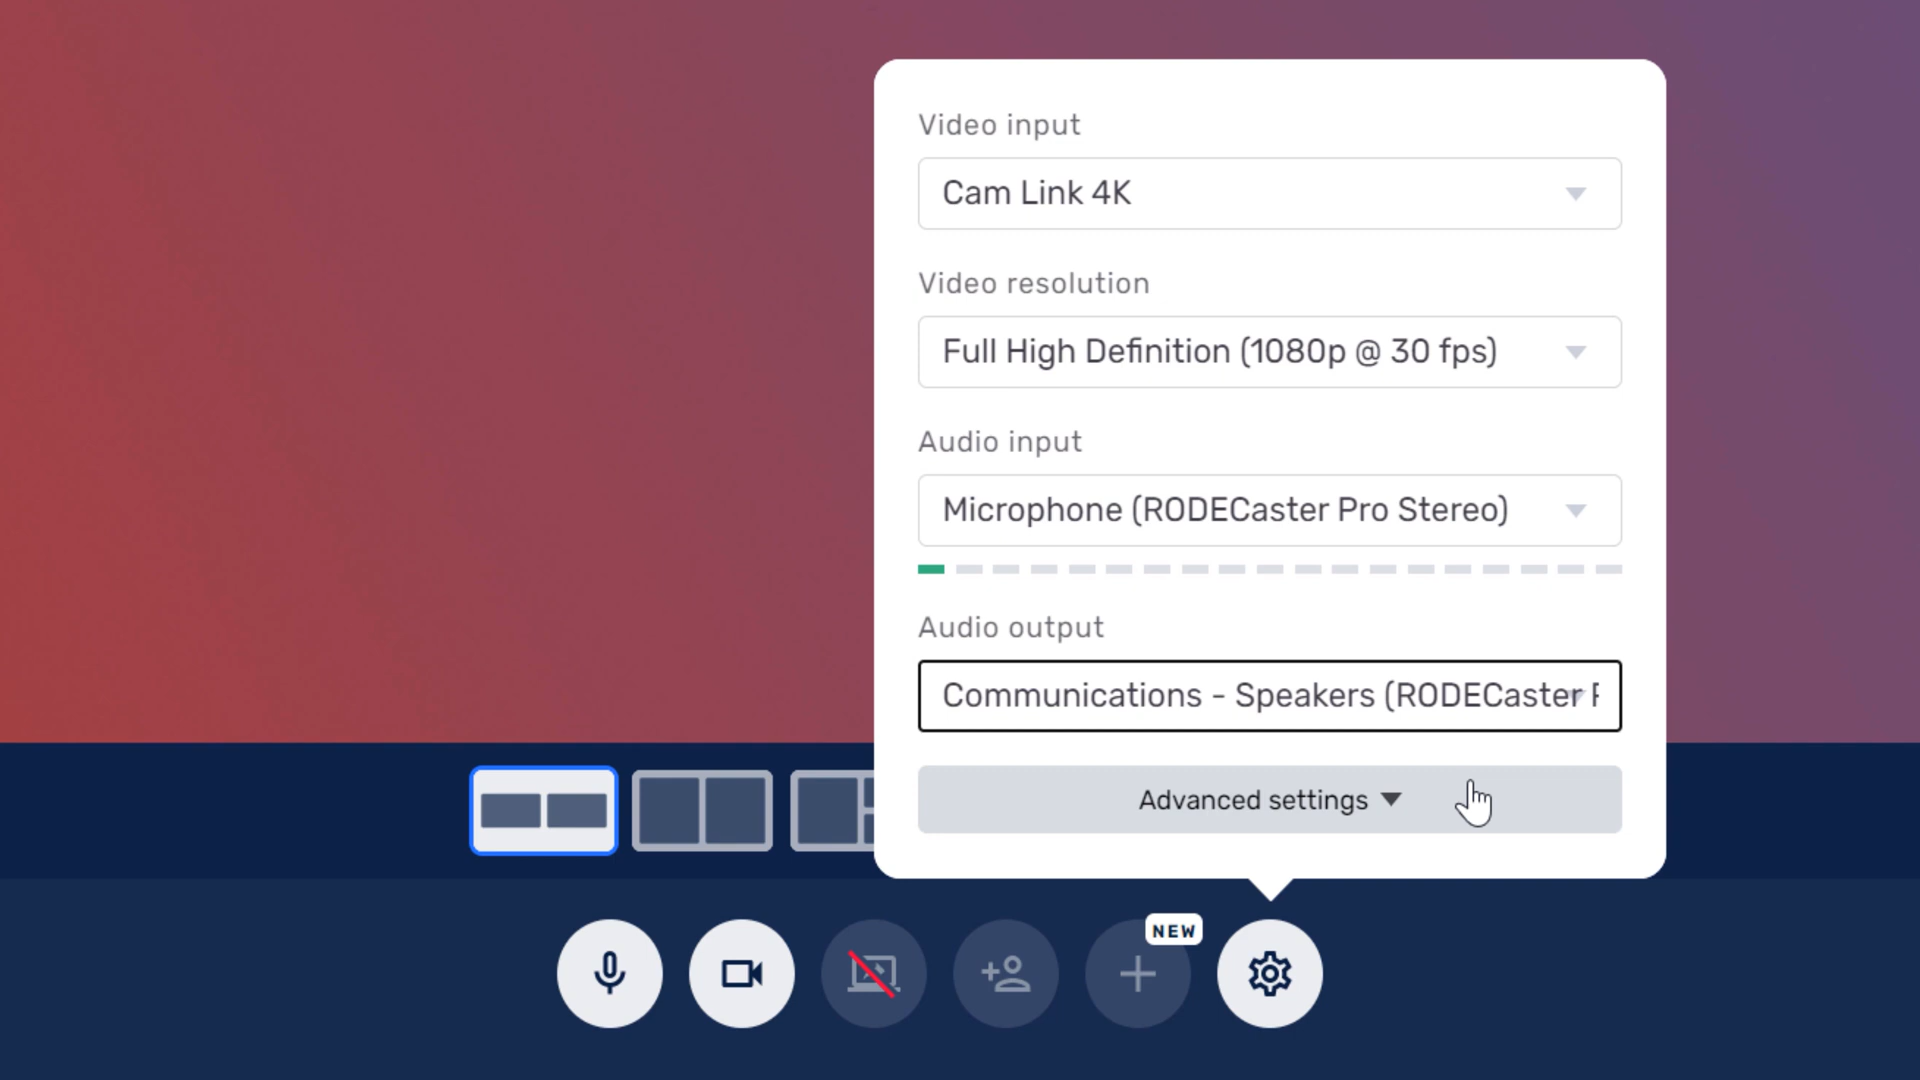 Video input
Cam Link 4K
Video resolution
Full High Definition (1080p @ 30 fps)
Audio input
Microphone (RODECaster Pro Stereo)
Audio output
Communications - Speakers (RODECaster
Advanced settings
NEW